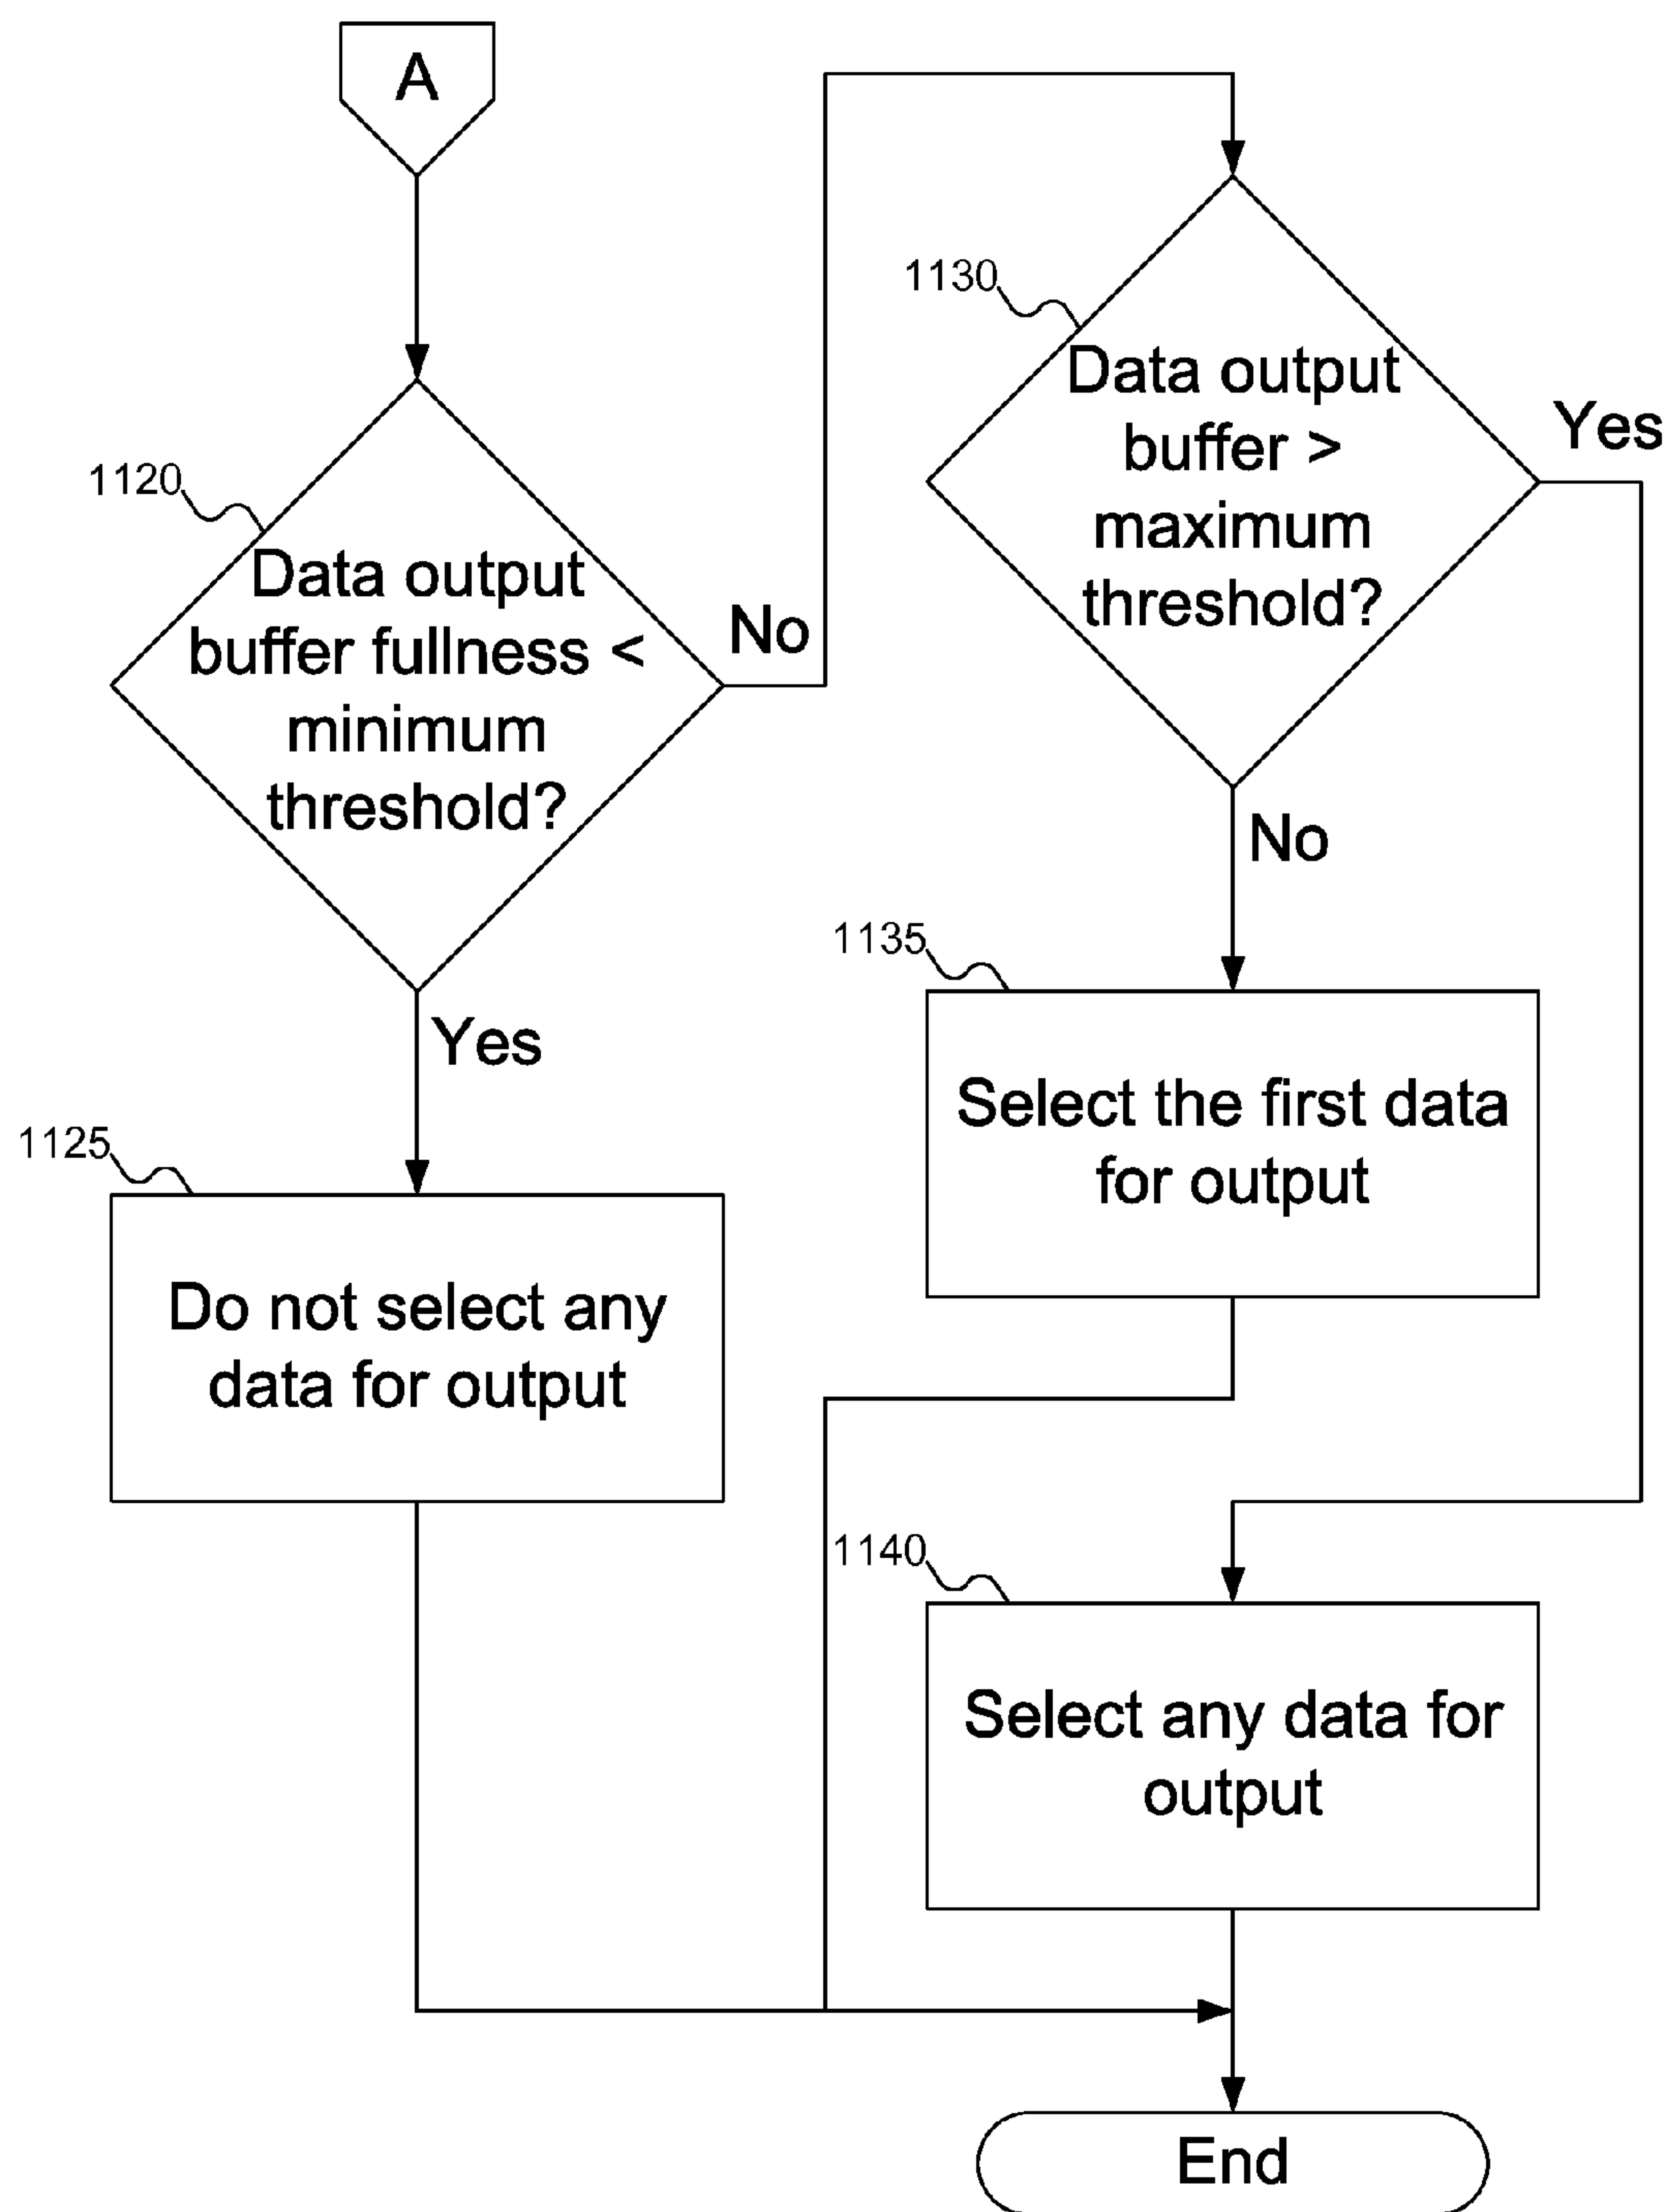 A
1120
Data output
buffer fullness <
minimum
threshold?
No
Yes
1125
Do not select any
data for output
1130
Data output
buffer >
maximum
threshold?
Yes
No
1135
Select the first data
for output
1140
Select any data for
output
End